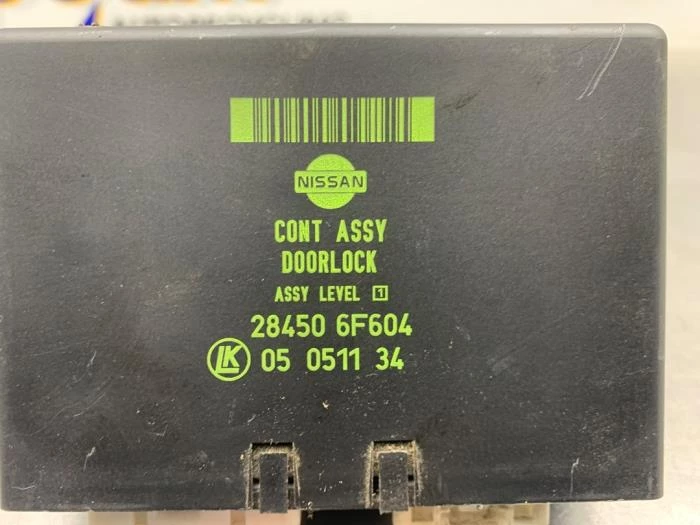 NISSAN
CONT ASSY
DOORLOCK
ASSY LEVEL 1
28450 6F604
LK 05 0511 34